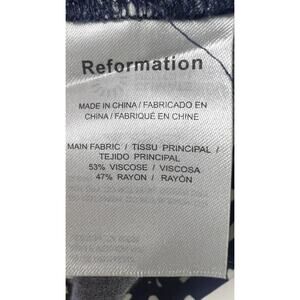 Reformation
MADE IN CHINA / FABRICADO EN
CHINA / FABRIQUÉ EN CHINE
MAIN FABRIC / TISSU PRINCIPAL /
TEJIDO PRINCIPAL
53% VISCOSE / VISCOSA
47% RAYON / RAYÓN